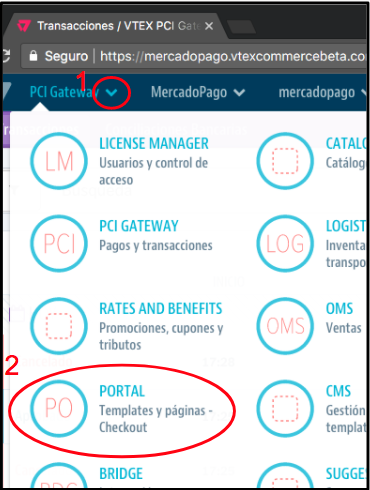 Transacciones / VTEX PCI Gate
Seguro | https://mercadopago.vtexcommercebeta.co
1
PCI Gateway MercadoPago mercadopago
LM
LICENSE MANAGER
Usuarios y control de
acceso
CATALO
Catálog
PCI
PCI GATEWAY
Pagos y transacciones
LOG
LOGIST
Inventa
transpo
RATES AND BENEFITS
Promociones, cupones y
tributos
OMS
OMS
Ventas
2
PO
PORTAL
Templates y páginas -
Checkout
CMS
Gestión
templat
BRIDGE
SUGGE